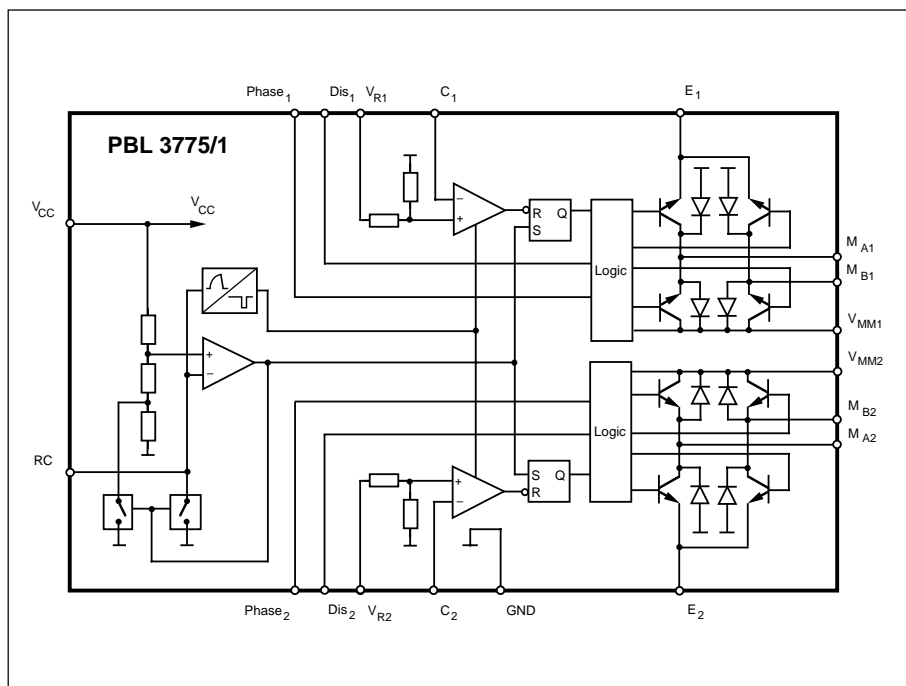 Phase1 Dis1 VR1 C1 E1
PBL 3775/1
VCC
VCC
− +
R Q
S
Logic
MA1
MB1
VMM1
+ −
VMM2
MB2
MA2
Logic
RC
+ −
S Q
R
Phase2 Dis2 VR2 C2 GND E2